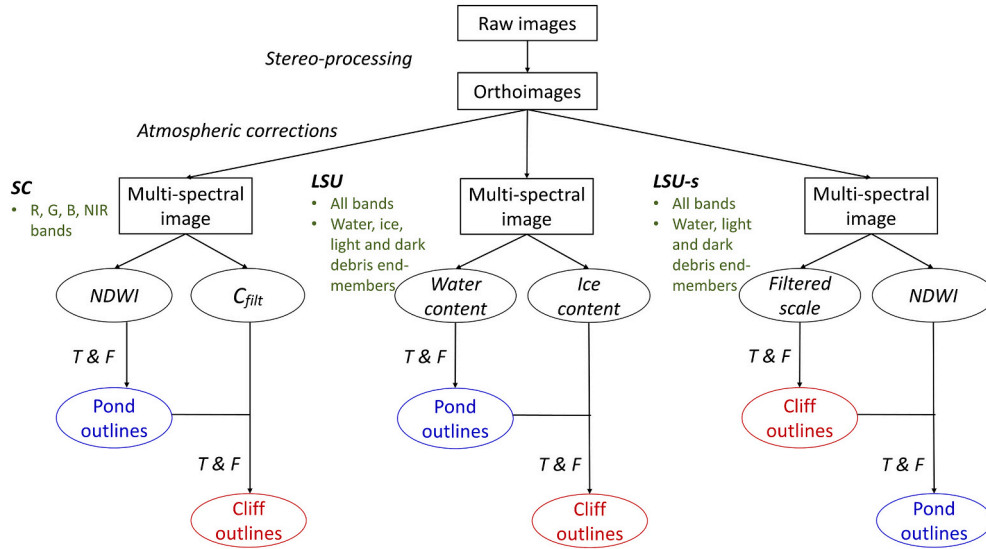 Raw images
Stereo-processing
Orthoimages
Atmospheric corrections
SC
• R, G, B, NIR
bands
Multi-spectral
image
LSU
• All bands
• Water, ice,
light and dark
debris end-
members
Multi-spectral
image
LSU-s
• All bands
• Water, light
and dark
debris end-
members
Multi-spectral
image
NDWI
Cfilt
Water
content
Ice
content
Filtered
scale
NDWI
T & F
T & F
T & F
Pond
outlines
Pond
outlines
Cliff
outlines
T & F
T & F
T & F
Cliff
outlines
Cliff
outlines
Pond
outlines